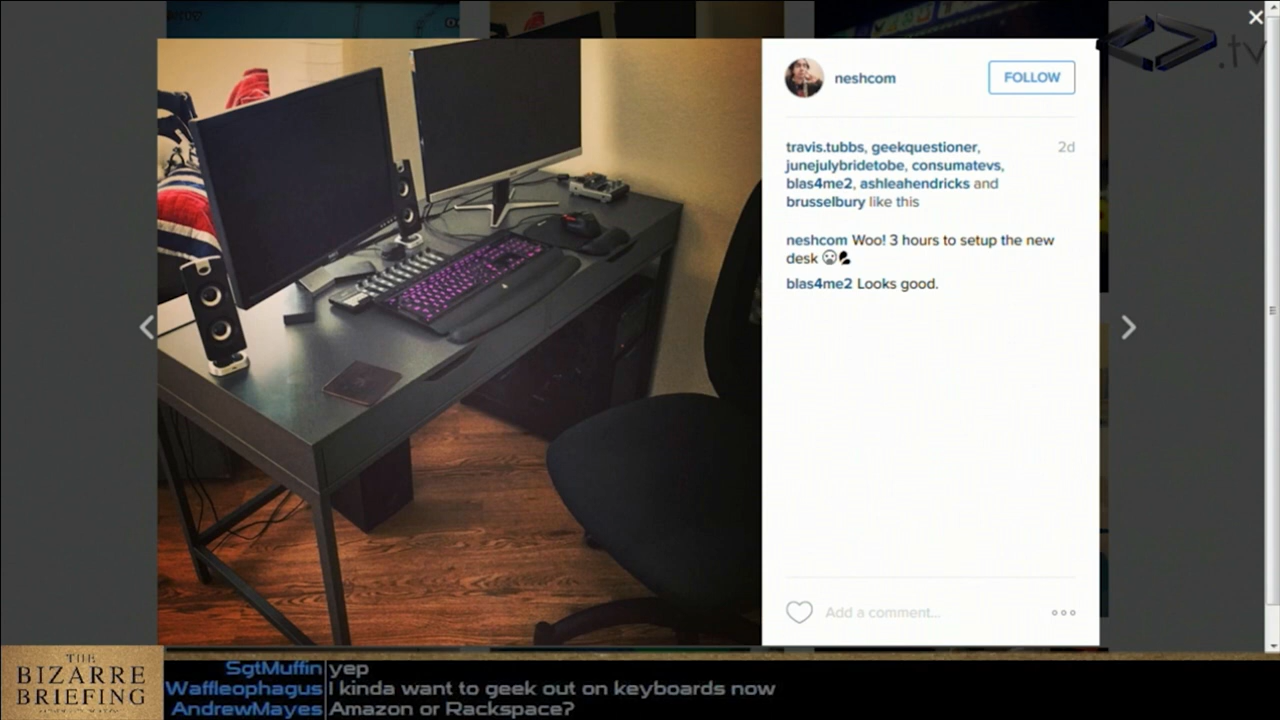 .tv
neshcom
FOLLOW
travis.tubbs, geekquestioner, 2d
junejulybridetobe, consumatevs,
blas4me2, ashleahendricks and
brusselbury like this
neshcom Woo! 3 hours to setup the new
desk
blas4me2 Looks good.
Add a comment...
THE
BIZARRE
BRIEFING
SgtMuffin yep
Waffleophagus I kinda want to geek out on keyboards now
AndrewMayes Amazon or Rackspace?